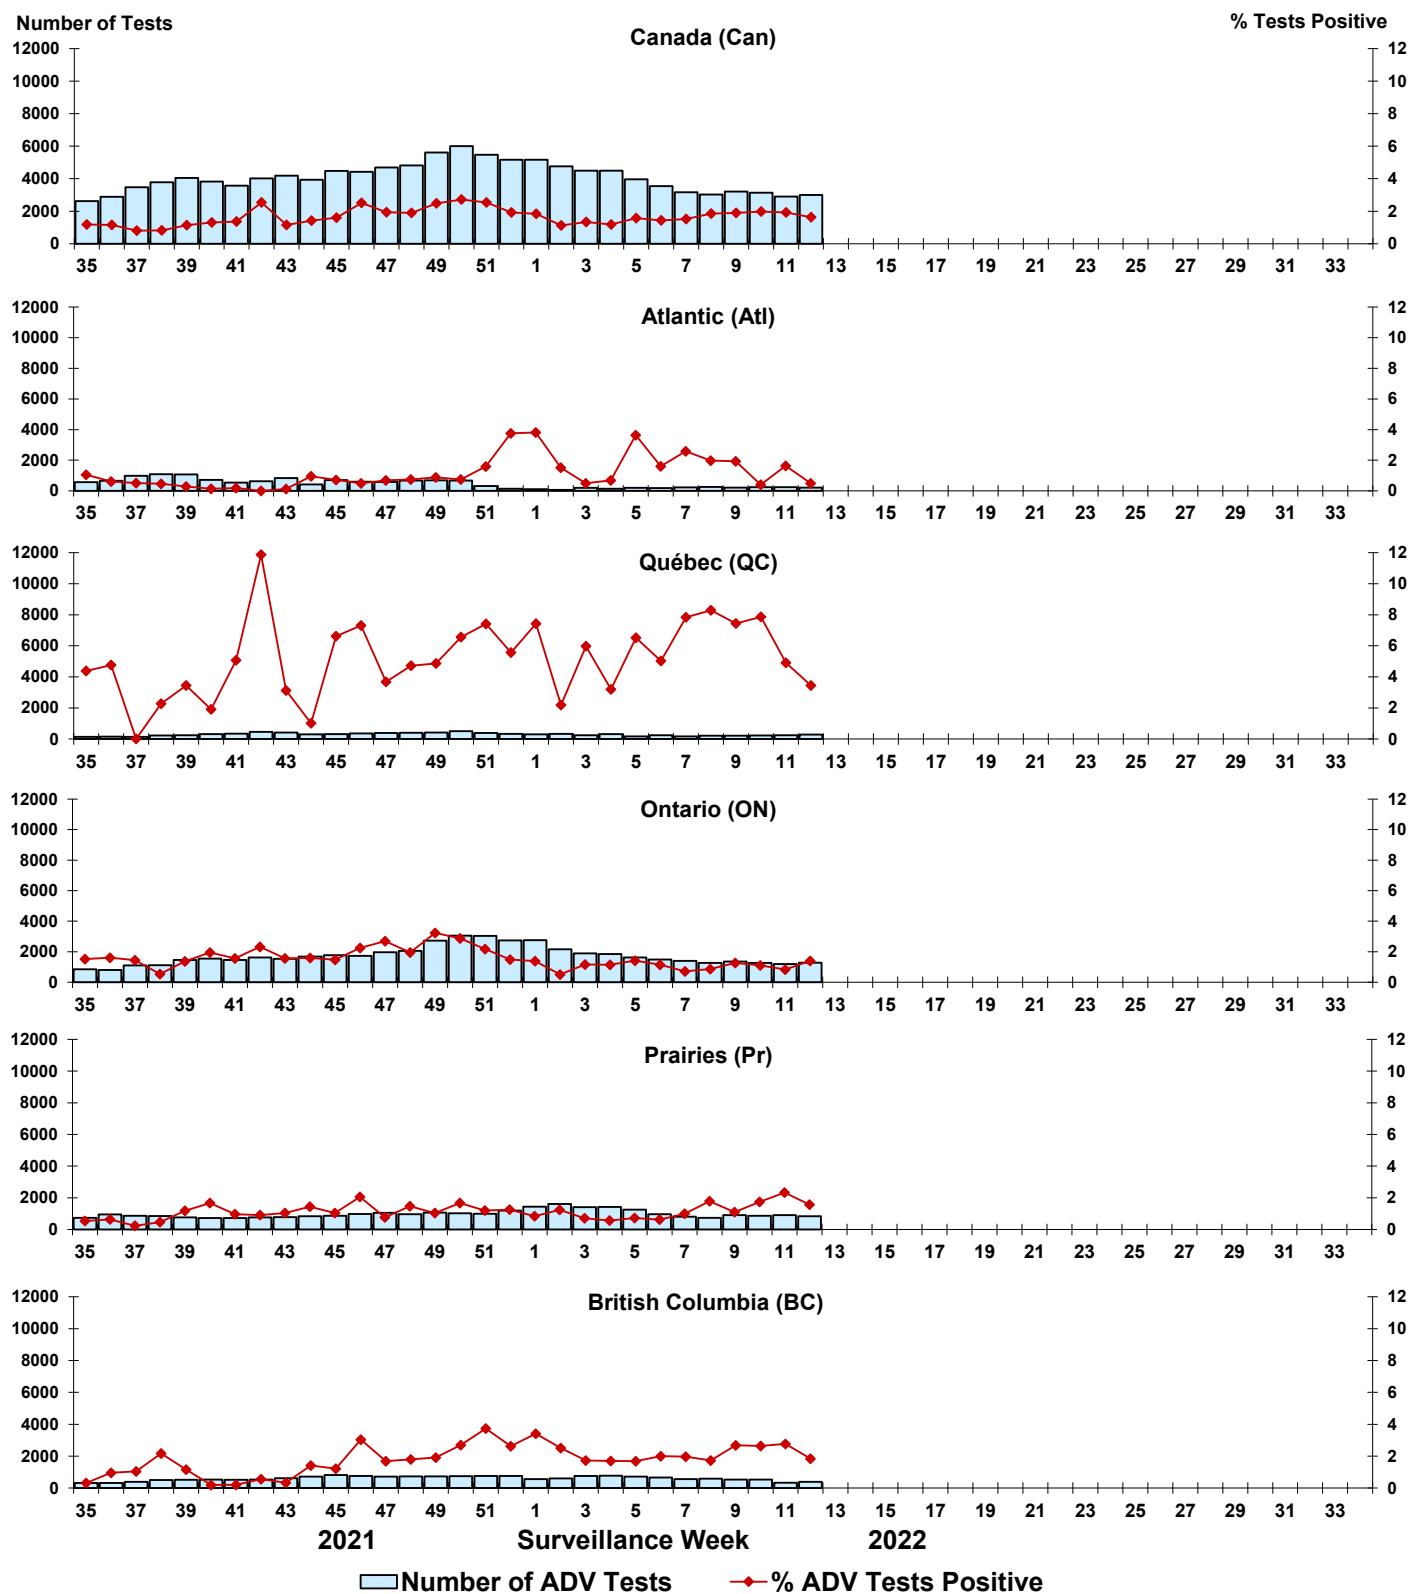 Number of Tests
% Tests Positive
Canada (Can)
12000 12
10000 10
8000 8
6000 6
4000 4
2000 2
0 0
35 37 39 41 43 45 47 49 51 1 3 5 7 9 11 13 15 17 19 21 23 25 27 29 31 33
Atlantic (Atl)
12000 12
10000 10
8000 8
6000 6
4000 4
2000 2
0 0
35 37 39 41 43 45 47 49 51 1 3 5 7 9 11 13 15 17 19 21 23 25 27 29 31 33
Québec (QC)
12000 12
10000 10
8000 8
6000 6
4000 4
2000 2
0 0
35 37 39 41 43 45 47 49 51 1 3 5 7 9 11 13 15 17 19 21 23 25 27 29 31 33
Ontario (ON)
12000 12
10000 10
8000 8
6000 6
4000 4
2000 2
0 0
35 37 39 41 43 45 47 49 51 1 3 5 7 9 11 13 15 17 19 21 23 25 27 29 31 33
Prairies (Pr)
12000 12
10000 10
8000 8
6000 6
4000 4
2000 2
0 0
35 37 39 41 43 45 47 49 51 1 3 5 7 9 11 13 15 17 19 21 23 25 27 29 31 33
British Columbia (BC)
12000 12
10000 10
8000 8
6000 6
4000 4
2000 2
0 0
35 37 39 41 43 45 47 49 51 1 3 5 7 9 11 13 15 17 19 21 23 25 27 29 31 33
2021 Surveillance Week 2022
Number of ADV Tests % ADV Tests Positive